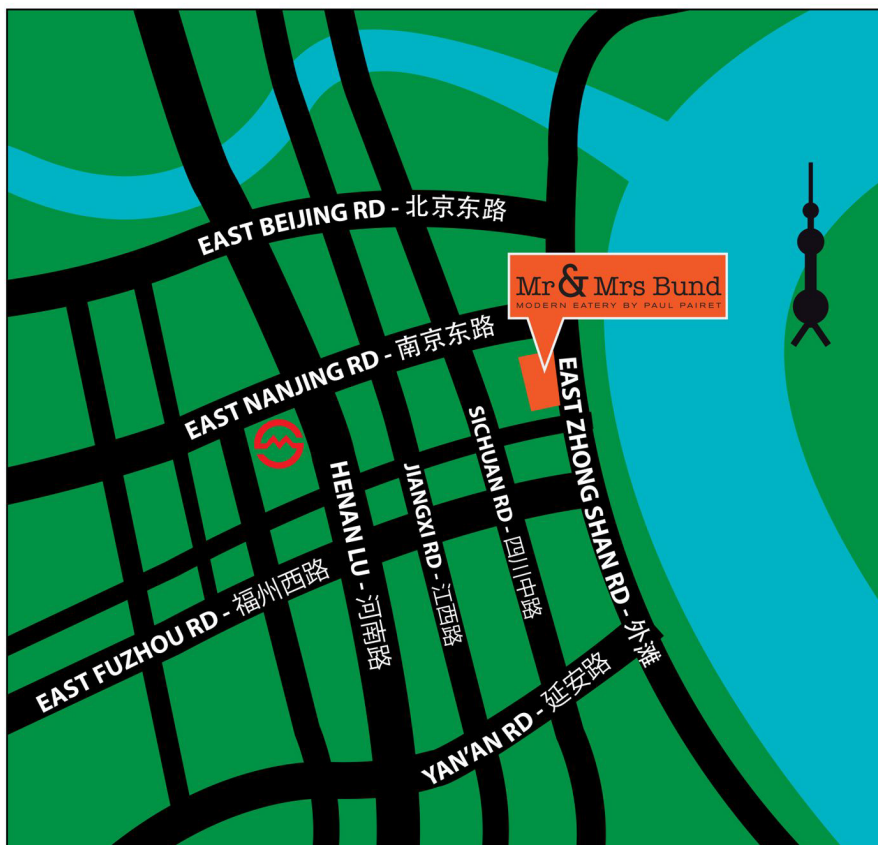 EAST BEIJING RD - 北京东路
Mr & Mrs Bund
MODERN EATERY BY PAUL PAIRET
EAST NANJING RD - 南京东路
EAST ZHONG SHAN RD - 外滩
SICHUAN RD - 四川中路
JIANGXI RD - 江西路
HENAN LU - 河南路
EAST FUZHOU RD - 福州西路
YAN'AN RD - 延安路